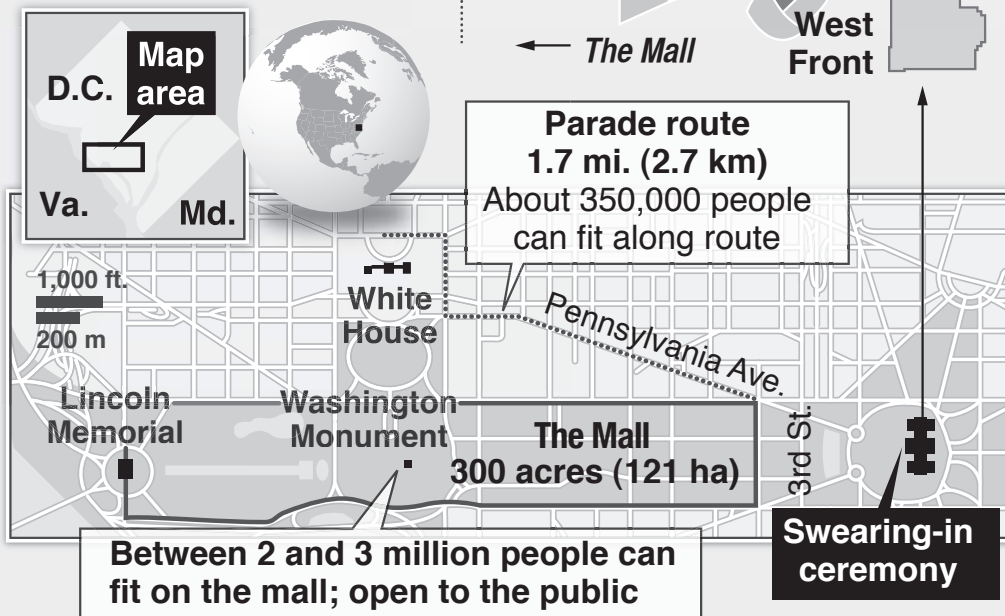 Map
area
D.C.
Va.
Md.
The Mall
West
Front
Parade route
1.7 mi. (2.7 km)
About 350,000 people
can fit along route
1,000 ft.
200 m
White
House
Pennsylvania Ave.
Lincoln
Memorial
Washington
Monument
The Mall
300 acres (121 ha)
3rd St.
Between 2 and 3 million people can
fit on the mall; open to the public
Swearing-in
ceremony